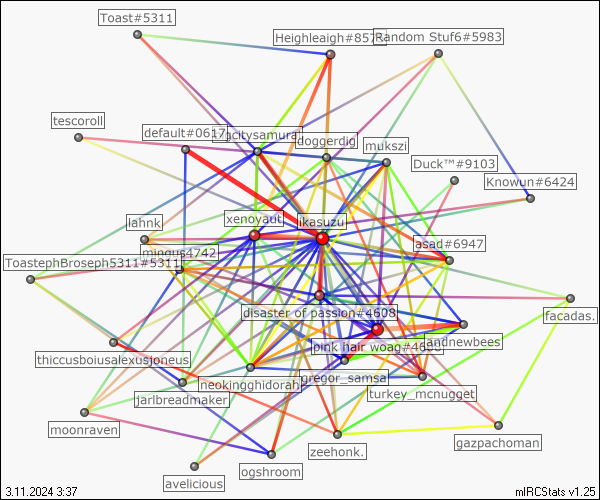 Toast#5311
Heighleaigh#857
Random Stuf6#5983
tescoroll
default#0617
gcitysamura
doggerdig
mukszi
Duck™#9103
Knowun#6424
lahnk
xenoyaut
ikasuzu
asad#6947
mingus4742
ToastephBroseph5311#5311
disaster of passion#4608
facadas.
pink hair woag#46
andnewbees
thiccusboiusalexusjoneus
neokingghidorah
gregor_samsa
jarlbreadmaker
turkey_mcnugget
moonraven
zeehonk.
gazpachoman
ogshroom
avelicious
3.11.2024 3:37
mIRCStats v1.25